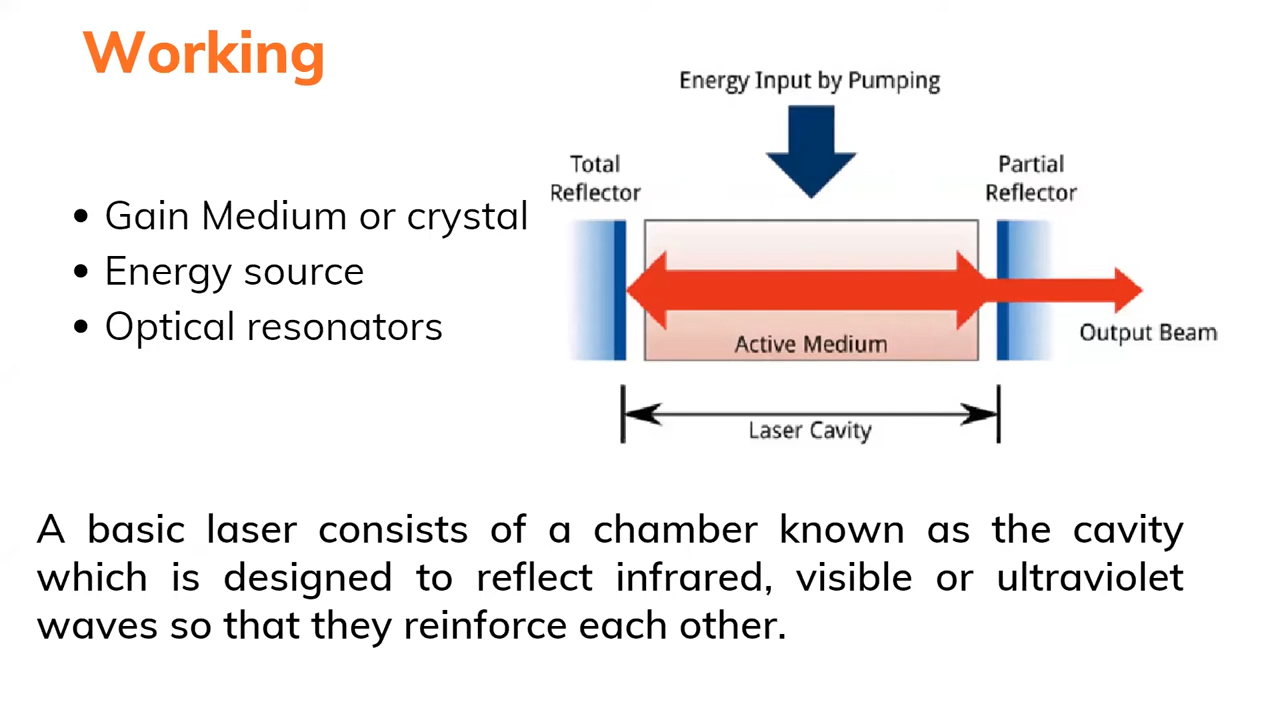 Working
• Gain Medium or crystal
• Energy source
• Optical resonators
Energy Input by Pumping
Total
Reflector
Partial
Reflector
Active Medium
Output Beam
Laser Cavity
A basic laser consists of a chamber known as the cavity
which is designed to reflect infrared, visible or ultraviolet
waves so that they reinforce each other.